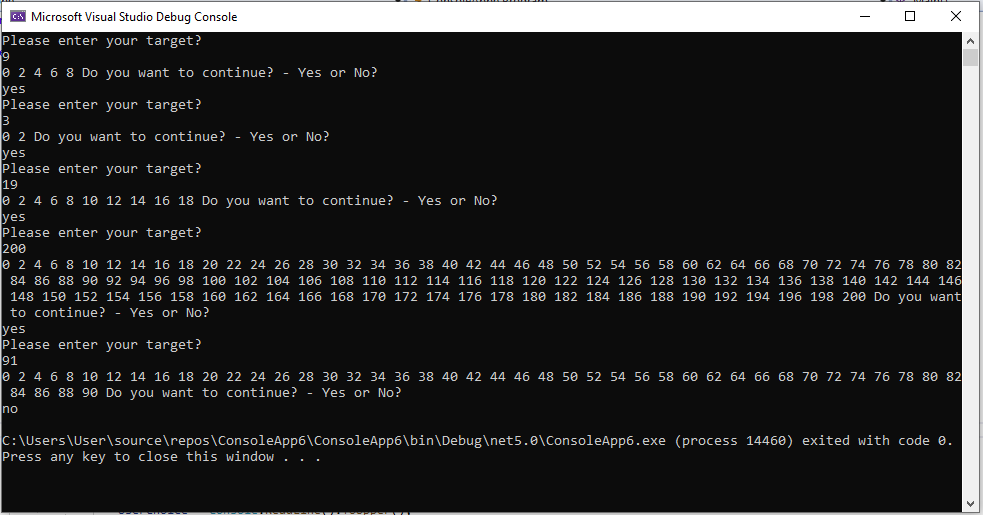 Microsoft Visual Studio Debug Console
Please enter your target?
9
0 2 4 6 8 Do you want to continue? - Yes or No?
yes
Please enter your target?
3
0 2 Do you want to continue? - Yes or No?
yes
Please enter your target?
19
0 2 4 6 8 10 12 14 16 18 Do you want to continue? - Yes or No?
yes
Please enter your target?
200
0 2 4 6 8 10 12 14 16 18 20 22 24 26 28 30 32 34 36 38 40 42 44 46 48 50 52 54 56 58 60 62 64 66 68 70 72 74 76 78 80 82
84 86 88 90 92 94 96 98 100 102 104 106 108 110 112 114 116 118 120 122 124 126 128 130 132 134 136 138 140 142 144 146
148 150 152 154 156 158 160 162 164 166 168 170 172 174 176 178 180 182 184 186 188 190 192 194 196 198 200 Do you want
to continue? - Yes or No?
yes
Please enter your target?
91
0 2 4 6 8 10 12 14 16 18 20 22 24 26 28 30 32 34 36 38 40 42 44 46 48 50 52 54 56 58 60 62 64 66 68 70 72 74 76 78 80 82
84 86 88 90 Do you want to continue? - Yes or No?
no
C:\Users\User\source\repos\ConsoleApp6\ConsoleApp6\bin\Debug\net5.0\ConsoleApp6.exe (process 14460) exited with code 0.
Press any key to close this window . . .